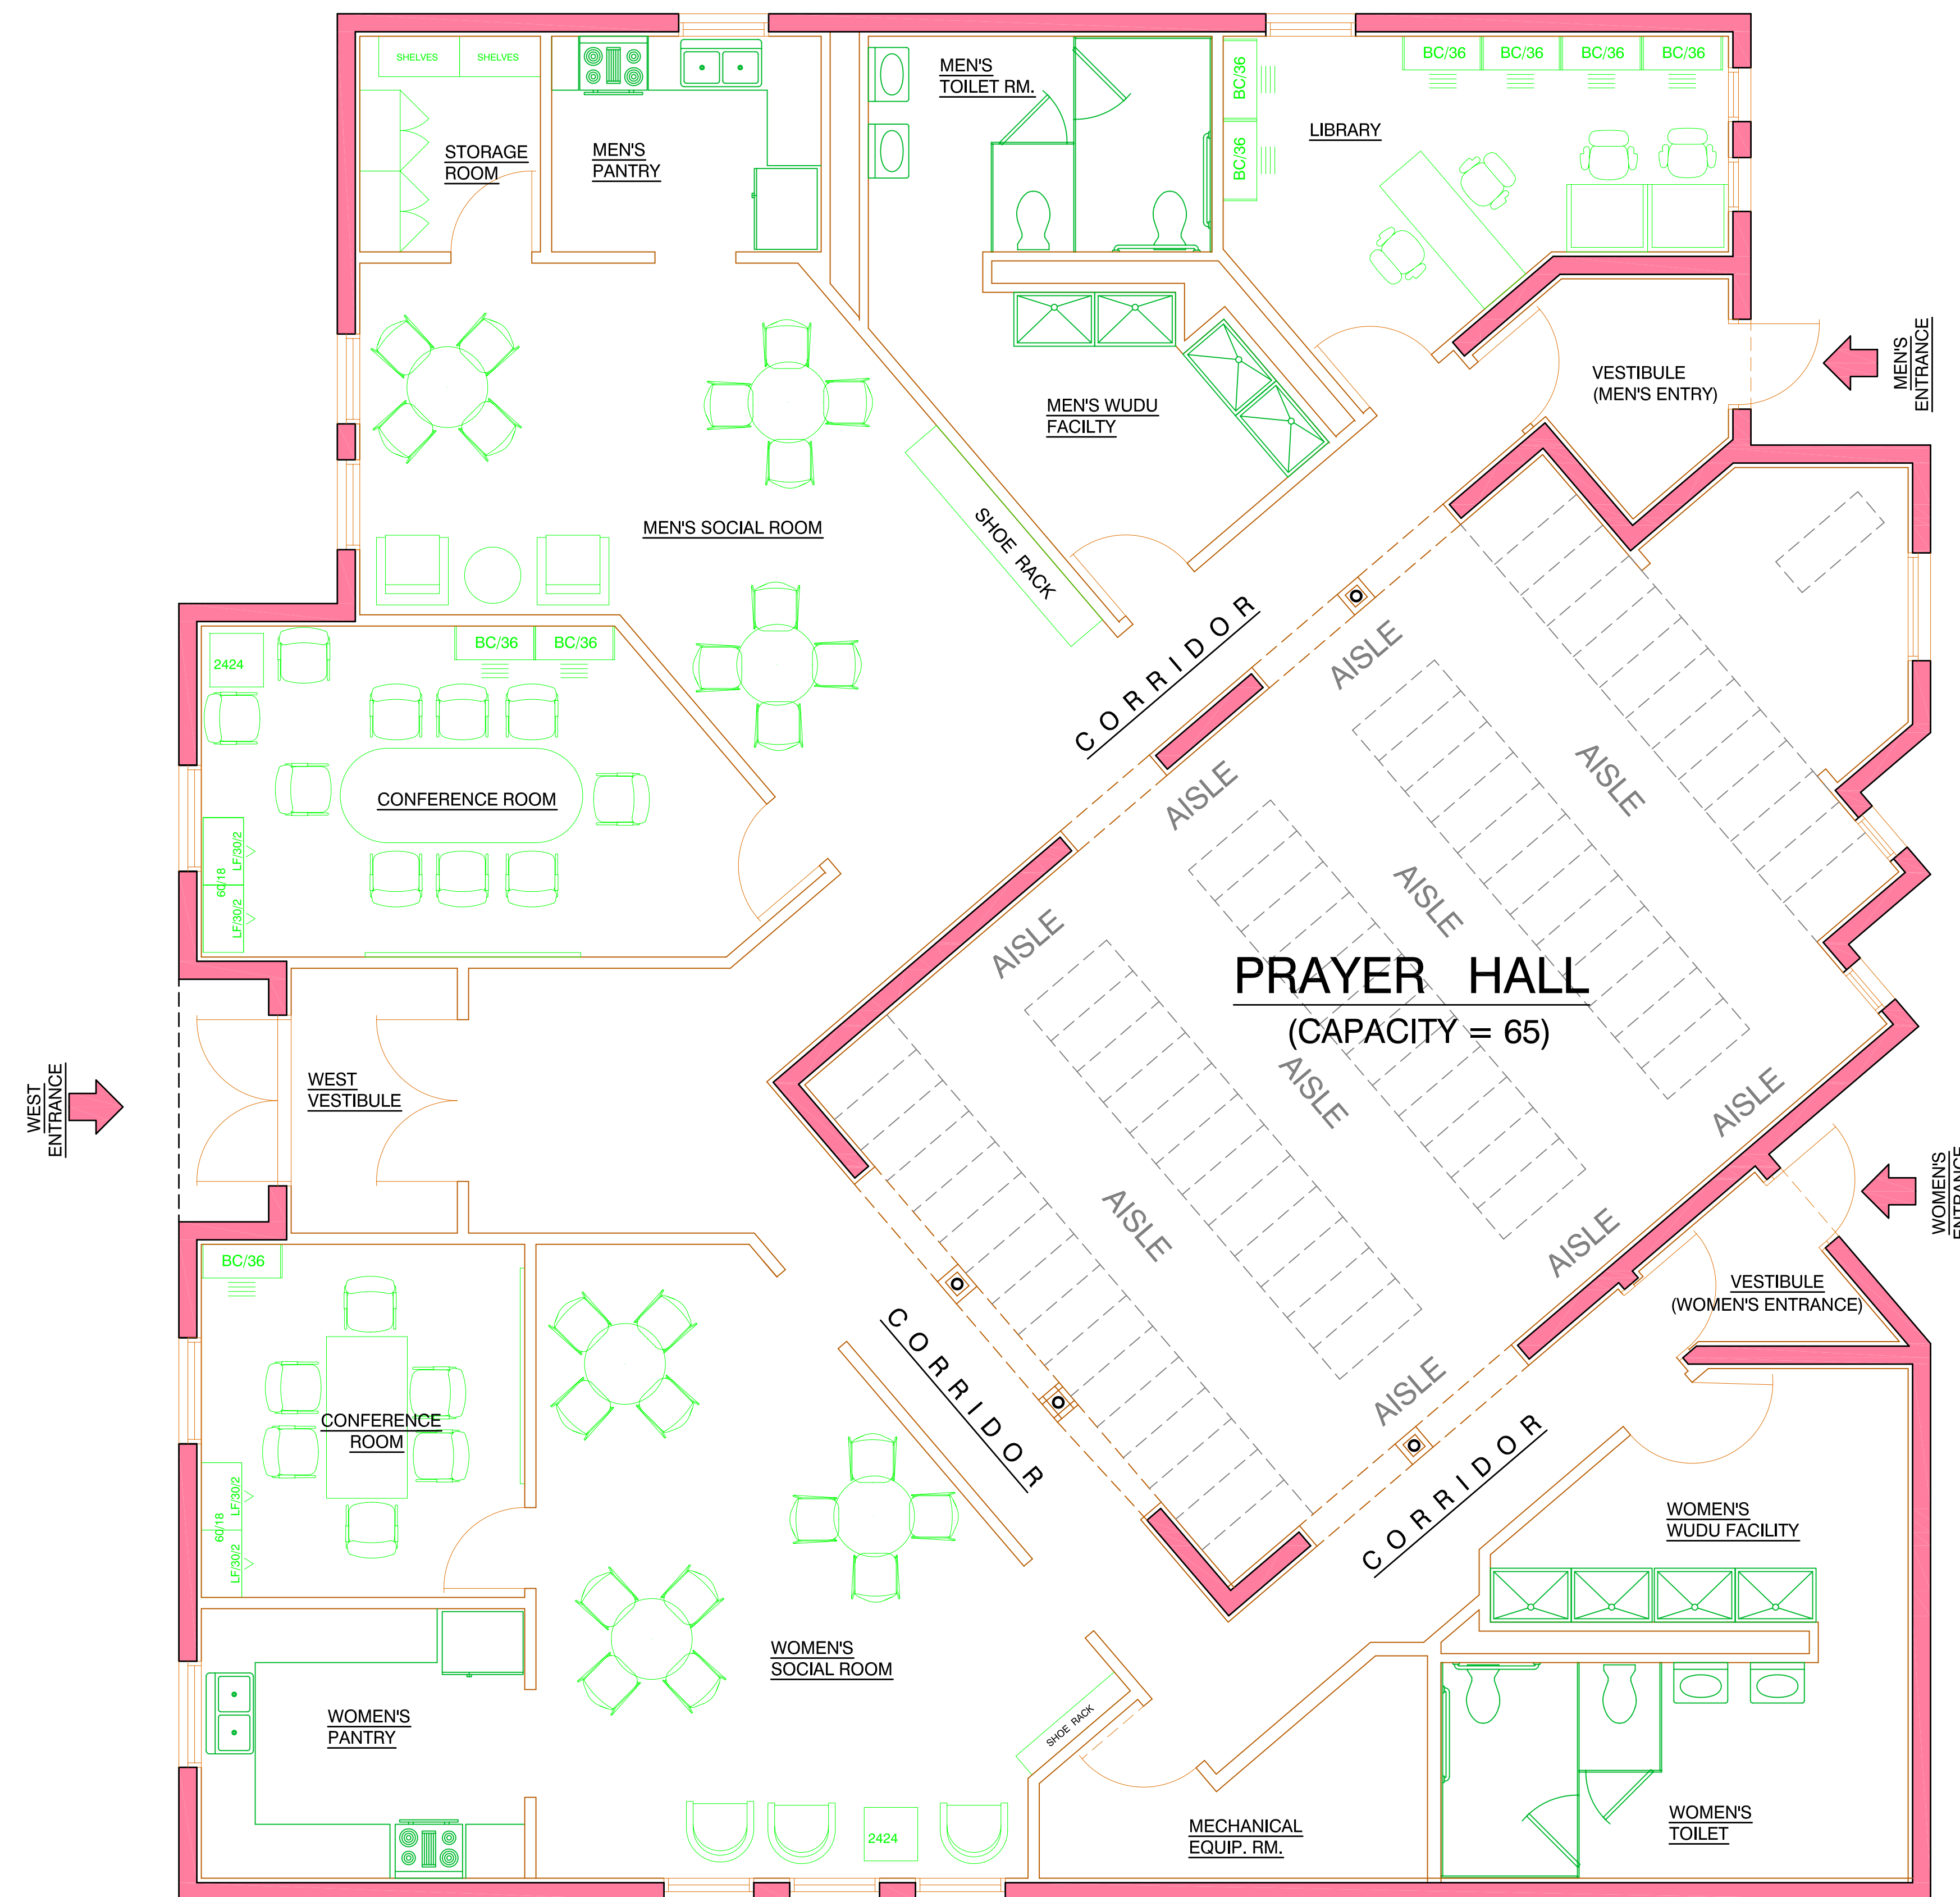 SHELVES
SHELVES
STORAGE
ROOM
MEN'S
PANTRY
MEN'S
TOILET RM.
BC/36
BC/36
BC/36
BC/36
BC/36
BC/36
LIBRARY
MEN'S
ENTRANCE
VESTIBULE
(MEN'S ENTRY)
MEN'S WUDU
FACILTY
MEN'S SOCIAL ROOM
SHOE RACK
CORRIDOR
2424
BC/36
BC/36
CONFERENCE ROOM
60/18
LF/30/2
LF/30/2
AISLE
AISLE
AISLE
AISLE
AISLE
PRAYER HALL
(CAPACITY = 65)
AISLE
AISLE
AISLE
AISLE
AISLE
WEST
ENTRANCE
WEST
VESTIBULE
WOMEN'S
ENTRANCE
VESTIBULE
(WOMEN'S ENTRANCE)
BC/36
CONFERENCE
ROOM
60/18
LF/30/2
LF/30/2
CORRIDOR
CORRIDOR
WOMEN'S
WUDU FACILITY
WOMEN'S
SOCIAL ROOM
WOMEN'S
PANTRY
SHOE RACK
2424
MECHANICAL
EQUIP. RM.
WOMEN'S
TOILET